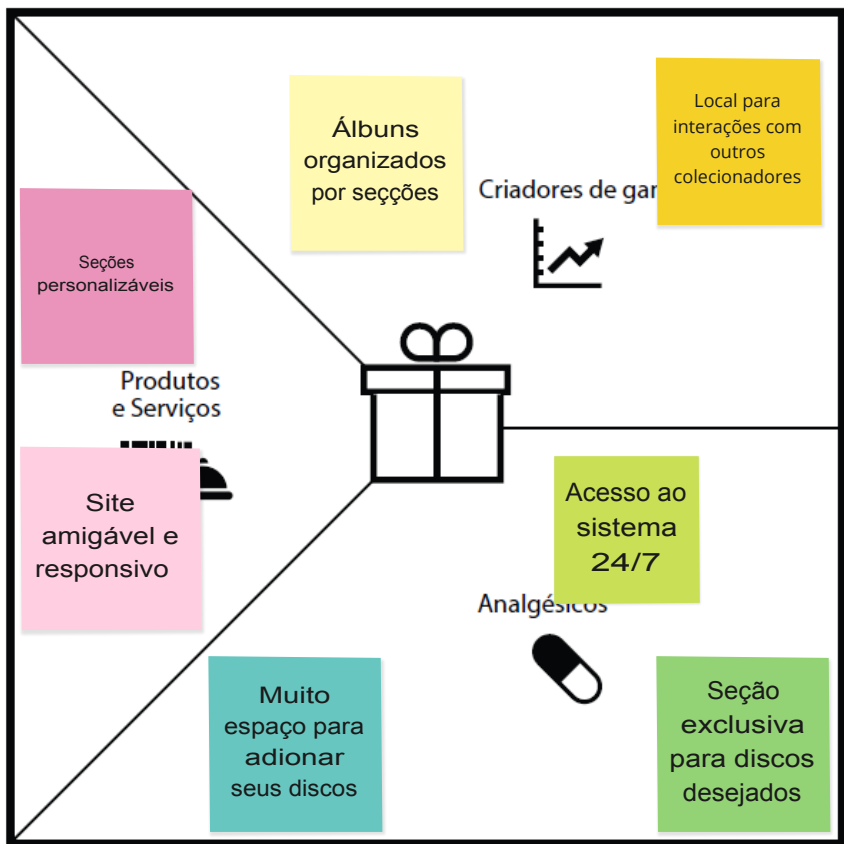 Álbuns
organizados
por seçções
Local para
interações com
outros
colecionadores
Criadores de gan
Seções
personalizáveis
Produtos
e Serviços
Site
amigável e
responsivo
Acesso ao
sistema
24/7
Analgésicos
Muito
espaço para
adionar
seus discos
Seção
exclusiva
para discos
desejados